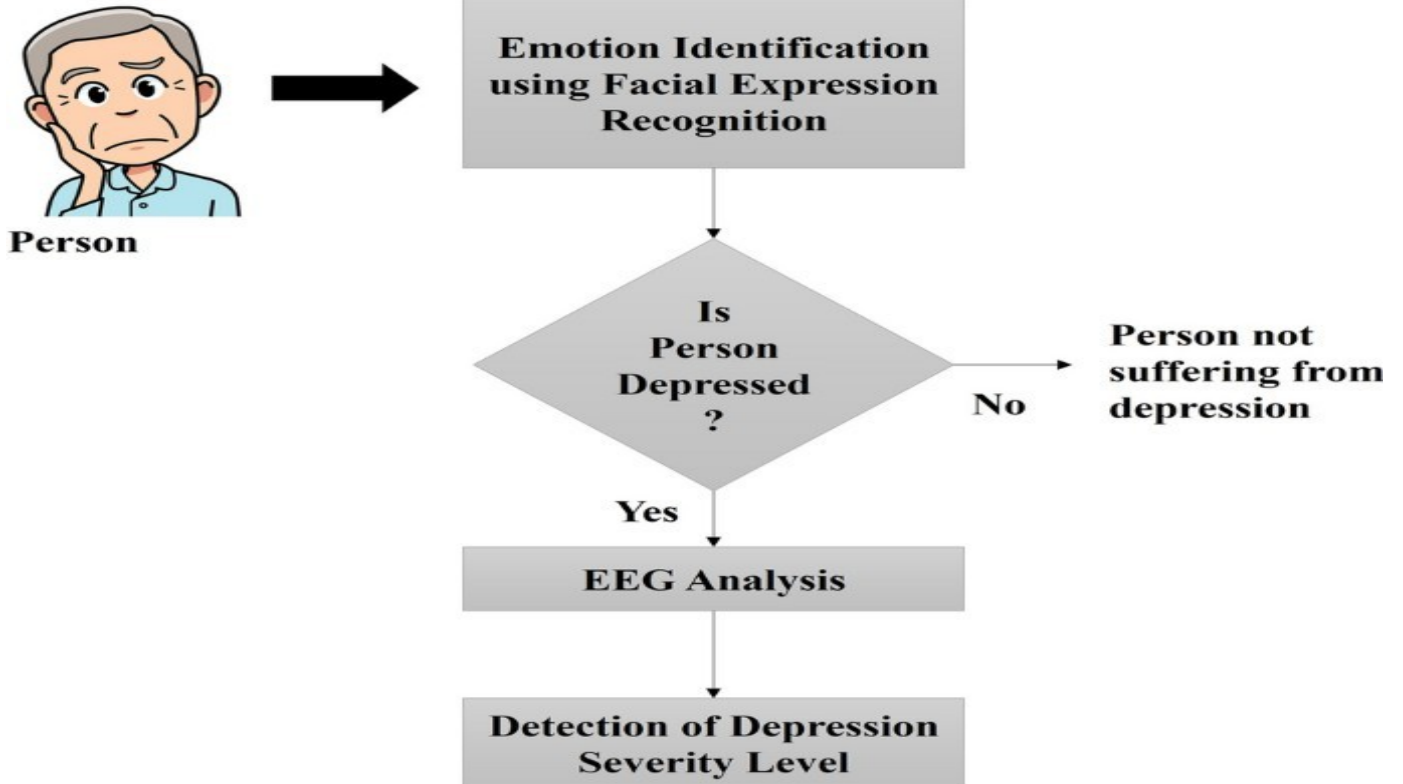 Emotion Identification
using Facial Expression
Recognition
Person
Is
Person
Depressed
?
No
Person not
suffering from
depression
Yes
EEG Analysis
Detection of Depression
Severity Level